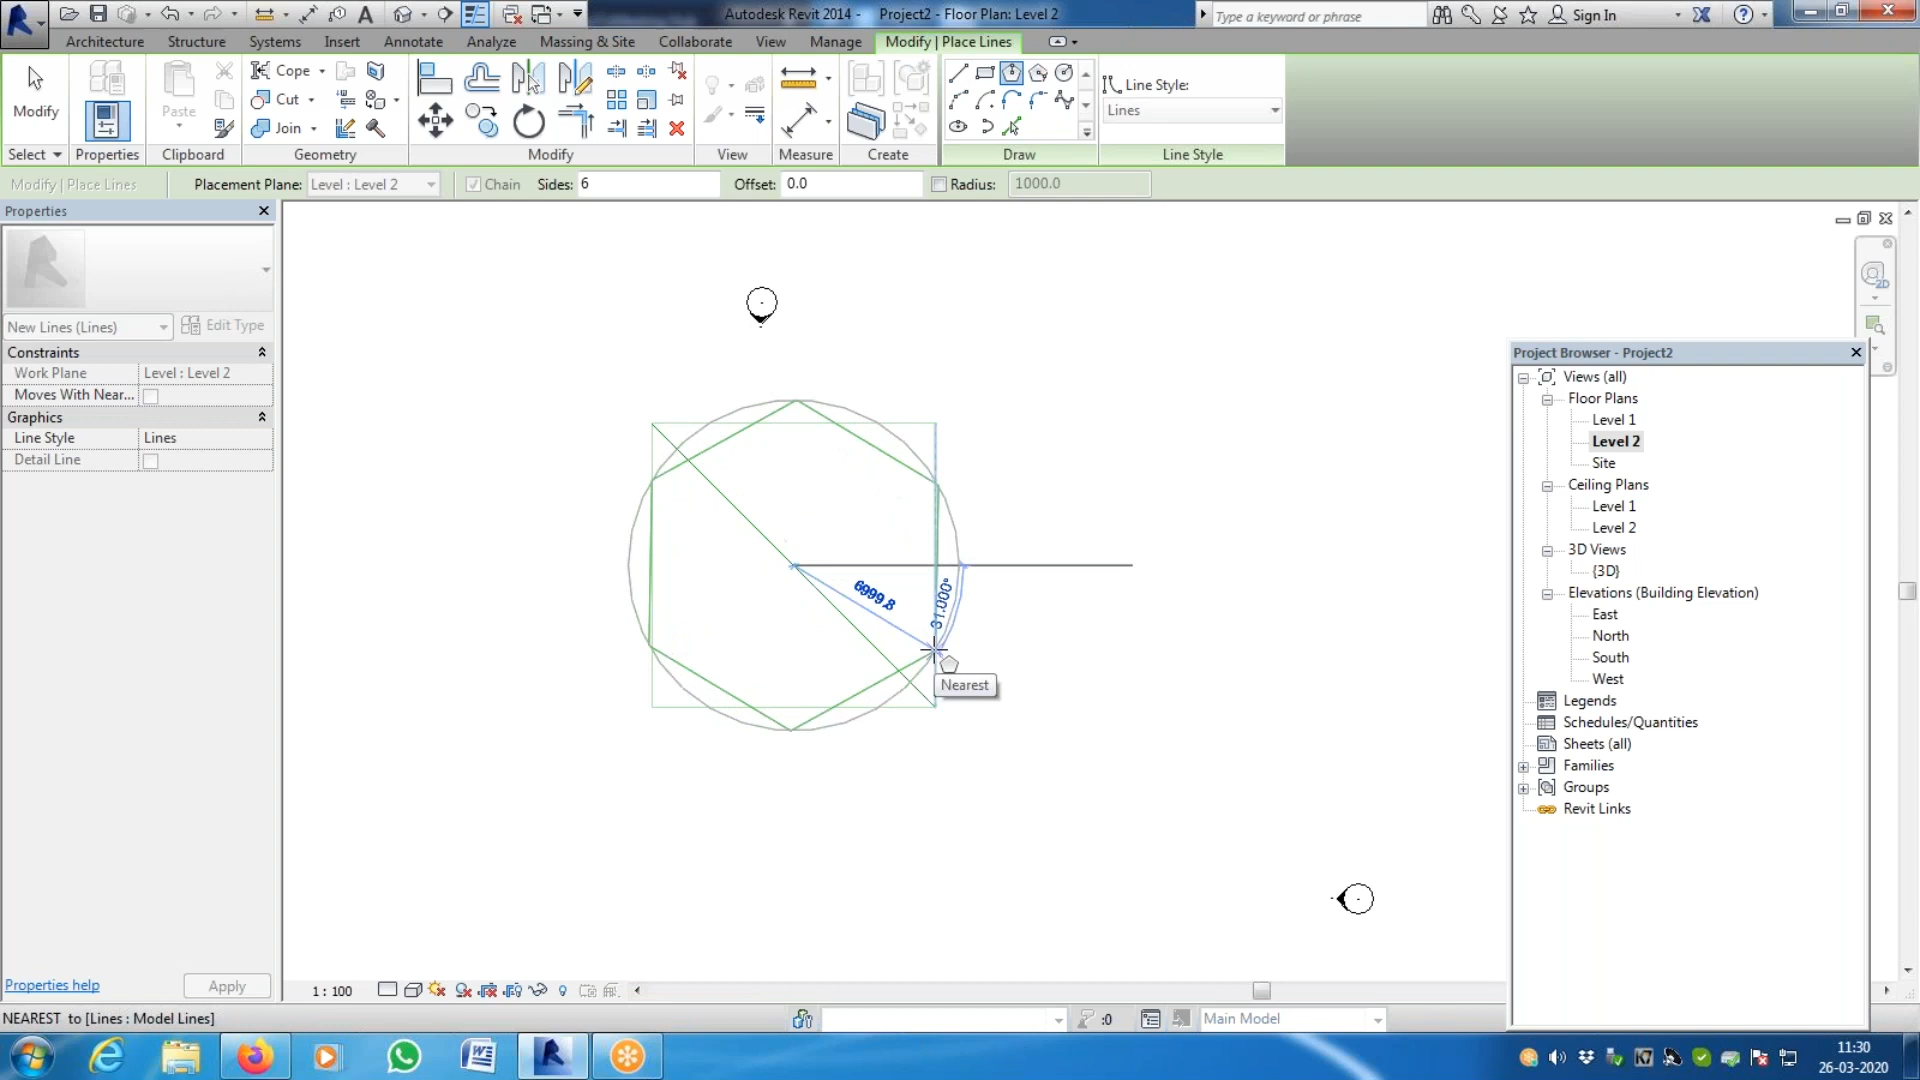 Autodesk Revit 2014 - Project2 - Floor Plan: Level 2
Type a keyword or phrase
Sign In
Architecture Structure Systems Insert Annotate Analyze Massing & Site Collaborate View Manage Modify | Place Lines
Modify
Paste
Cope
Cut
Join
Line Style:
Lines
Select Properties Clipboard Geometry Modify View Measure Create Draw Line Style
Modify | Place Lines Placement Plane: Level : Level 2 Chain Sides: 6 Offset: 0.0 Radius: 1000.0
Properties
New Lines (Lines) Edit Type
Constraints
Work Plane Level : Level 2
Moves With Near...
Graphics
Line Style Lines
Detail Line
Properties help Apply
6999.8
31.000°
Nearest
2D
Project Browser - Project2
Views (all)
Floor Plans
Level 1
Level 2
Site
Ceiling Plans
Level 1
Level 2
3D Views
{3D}
Elevations (Building Elevation)
East
North
South
West
Legends
Schedules/Quantities
Sheets (all)
Families
Groups
Revit Links
1 : 100
NEAREST to [Lines : Model Lines]
:0
Main Model
11:30
26-03-2020